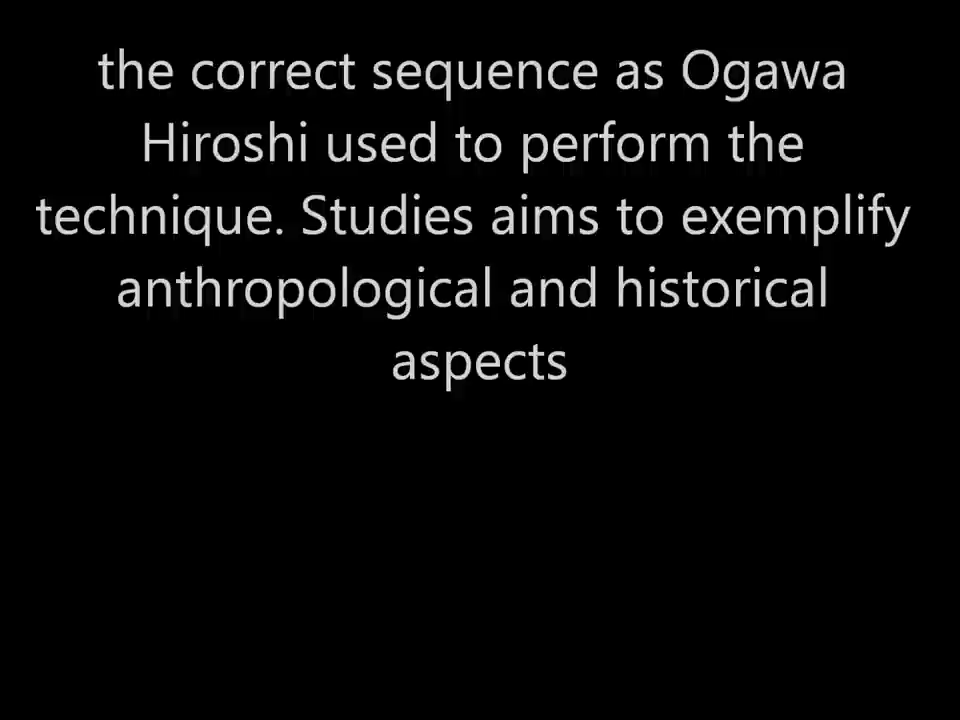 the correct sequence as Ogawa
Hiroshi used to perform the
technique. Studies aims to exemplify
anthropological and historical
aspects